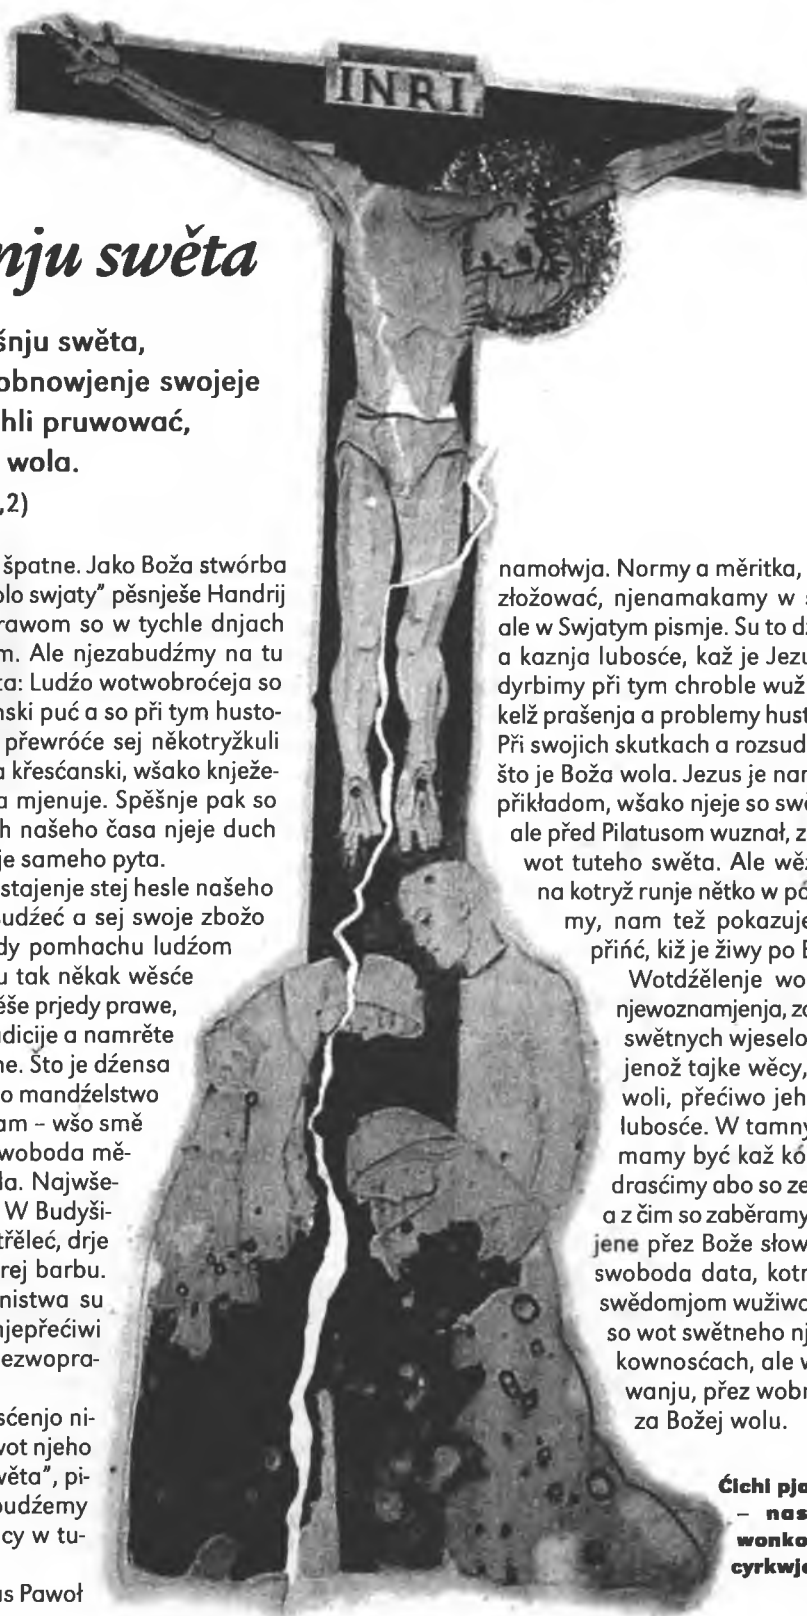 INRI
nju swěta
šnju swěta,
obnowjenje swojeje
hli pruwować,
wola.
,2)
špatne. Jako Boža stwórba
olo swjaty" pěsnješe Handrij
rawom so w tychle dnjach
m. Ale njezabudźmy na tu
ta: Ludźo wotwobroćeja so
nski puć a so při tym husto-
přewróće sej někotryžkuli
a křesćanski, wšako knježe-
a mjenuje. Spěšnje pak so
h našeho časa njeje duch
je sameho pyta.
stajenje stej hesle našeho
sudźeć a sej swoje zbožo
dy pomhachu ludźom
u tak někak wěsće
ěše prjedy prawe,
adicije a namrěte
ne. Što je dźensa
o mandźelstwo
am – wšo smě
woboda mě-
la. Najwše-
W Budyši-
třěleć, drje
rej barbu.
nistwa su
njepřećiwi
ezwopra-
sćenjo ni-
wot njeho
wěta", pi-
budźemy
cy w tu-
as Pawoł
namołwja. Normy a měritka,
złožować, njenamakamy w s
ale w Swjatym pismje. Su to dź
a kaznja lubosće, kaž je Jezu
dyrbimy při tym chroble wuž
kelž prašenja a problemy hust
Při swojich skutkach a rozsud
što je Boža wola. Jezus je nam
přikładom, wšako njeje so swě
ale před Pilatusom wuznał, z
wot tuteho swěta. Ale wěz
na kotryž runje nětko w pó
my, nam tež pokazuje
přińć, kiž je žiwy po B
Wotdźělenje wo
njewoznamjenja, za
swětnych wjeselo
jenož tajke wěcy,
woli, přećiwo jeh
lubosće. W tamny
mamy być kaž kó
drasćimy abo so ze
a z čim so zaběramy
jene přez Bože słow
swoboda data, kotr
swědomjom wužiwo
so wot swětneho nj
kownosćach, ale w
wanju, přez wobr
za Božej wolu.
Ćichi pja
– nas
wonko
cyrkwje